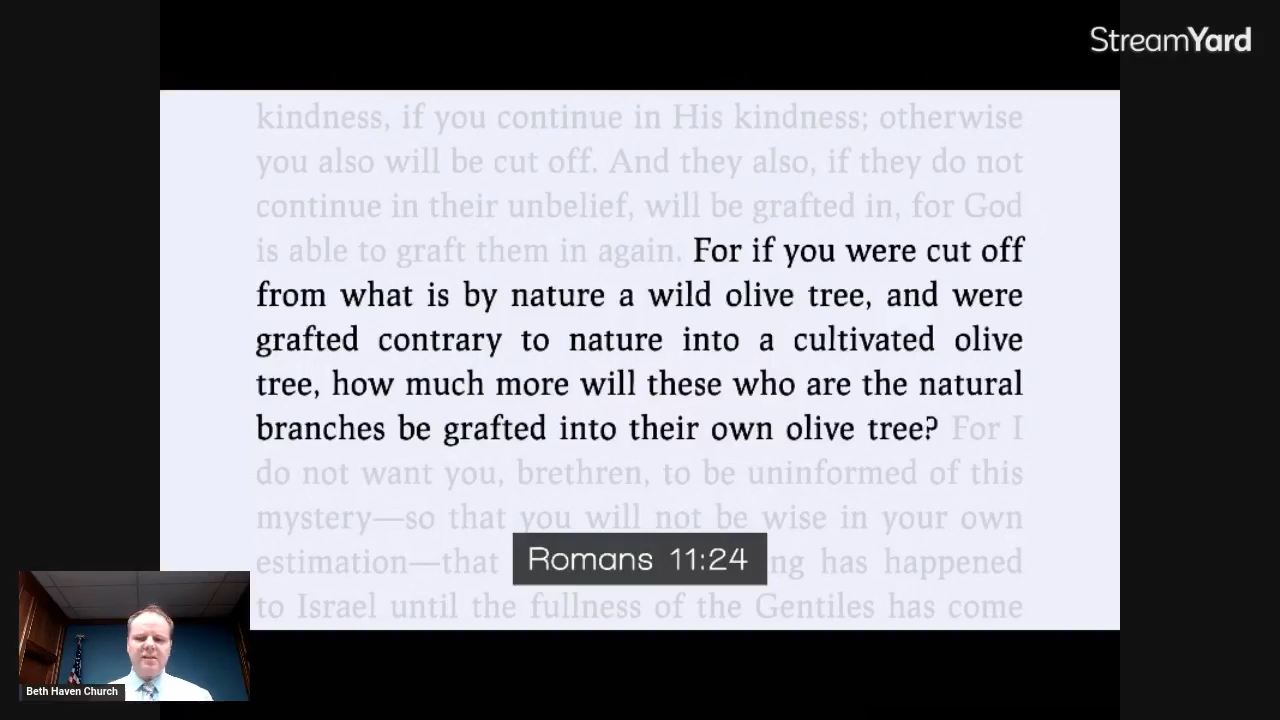 StreamYard
kindness, if you continue in His kindness; otherwise
you also will be cut off. And they also, if they do not
continue in their unbelief, will be grafted in, for God
is able to graft them in again. For if you were cut off
from what is by nature a wild olive tree, and were
grafted contrary to nature into a cultivated olive
tree, how much more will these who are the natural
branches be grafted into their own olive tree? For I
do not want you, brethren, to be uninformed of this
mystery—so that you will not be wise in your own
estimation—that ng has happened
Romans 11:24
to Israel until the fullness of the Gentiles has come
Beth Haven Church